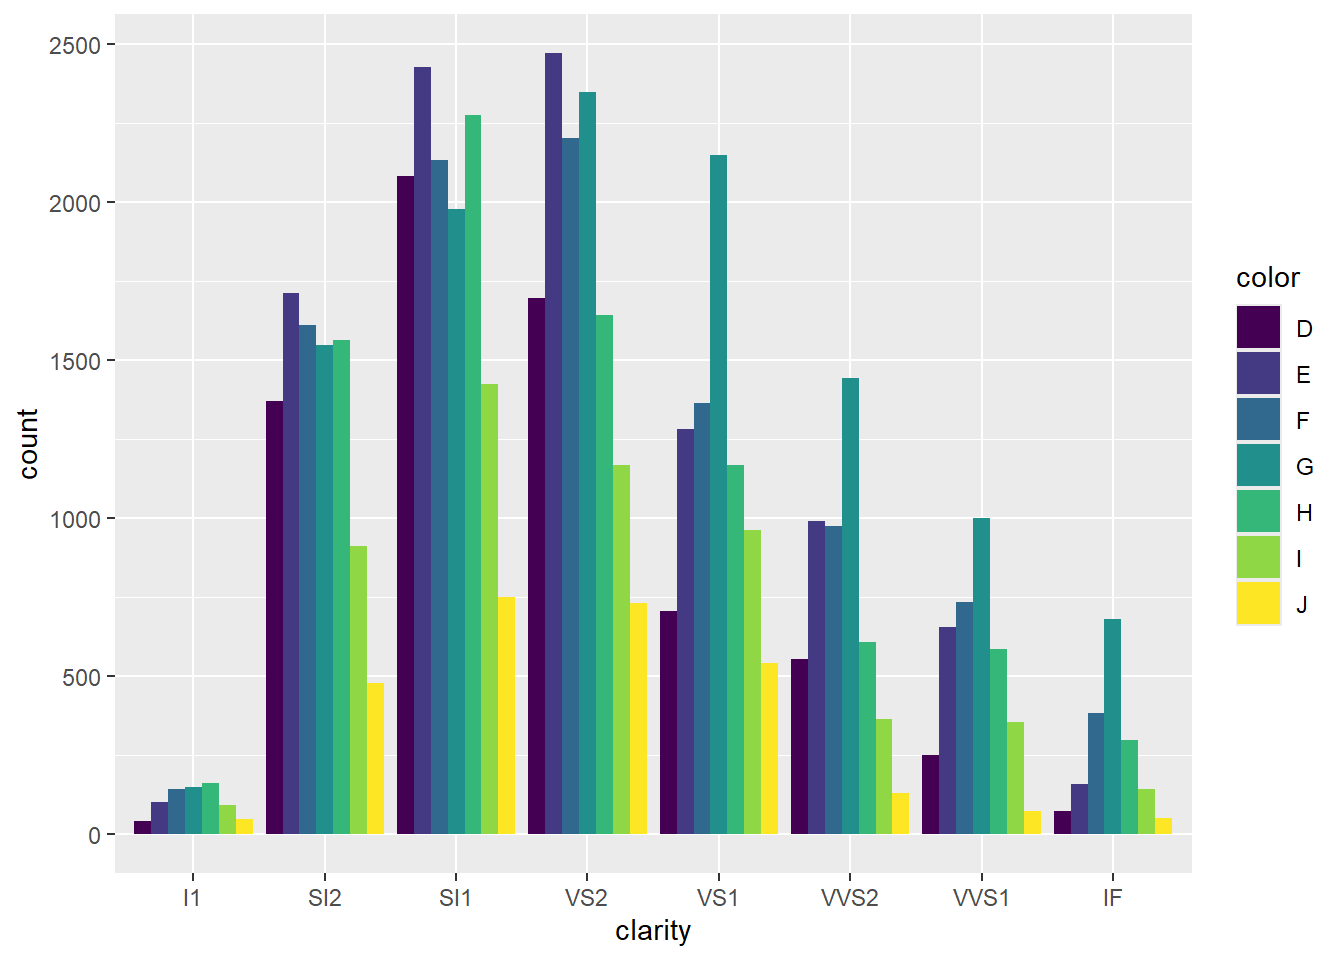 2500
2000
1500
1000
500
0
count
I1 SI2 SI1 VS2 VS1 VVS2 VVS1 IF
clarity
color
D
E
F
G
H
I
J